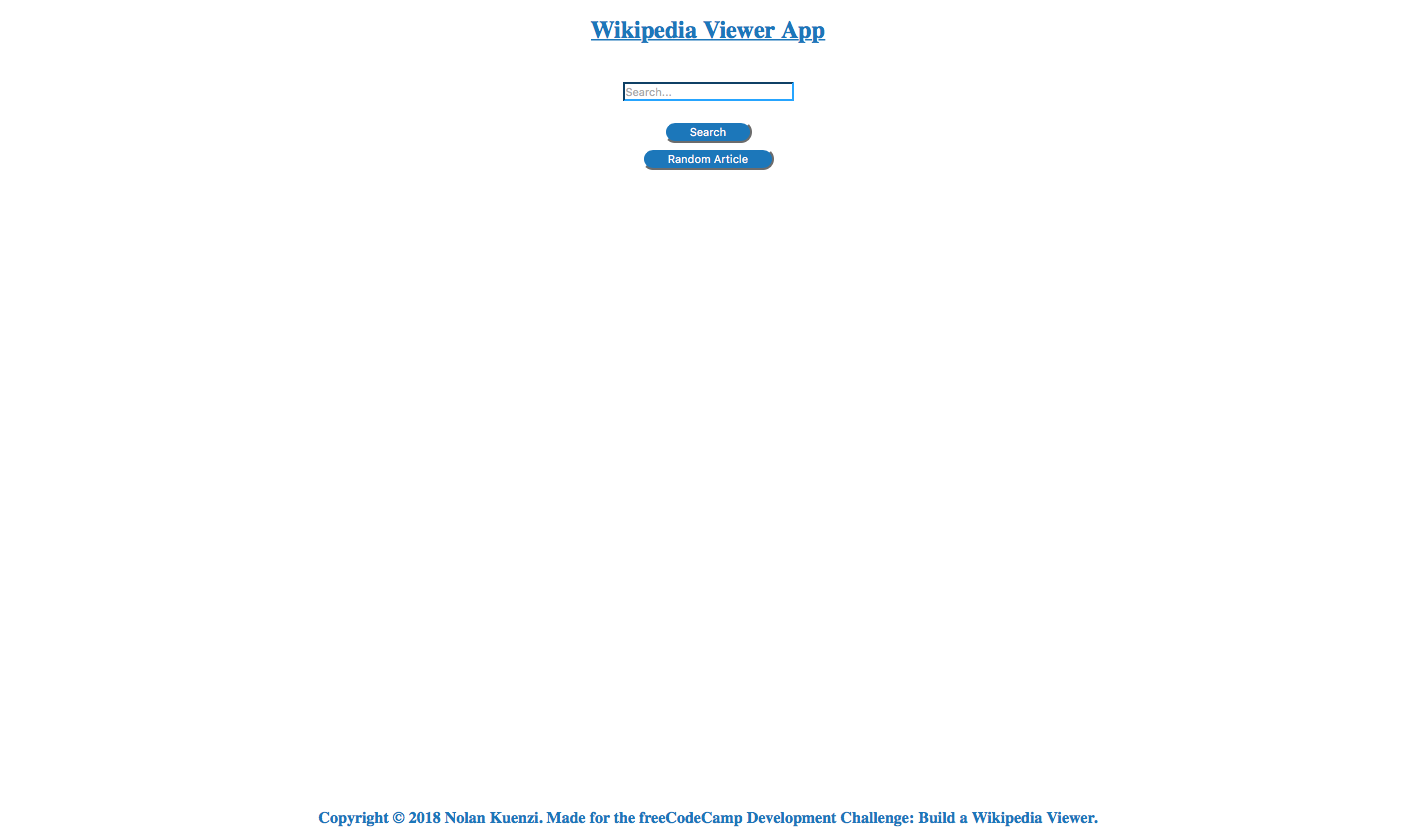 Wikipedia Viewer App
Search...
Search
Random Article
Copyright © 2018 Nolan Kuenzi. Made for the freeCodeCamp Development Challenge: Build a Wikipedia Viewer.